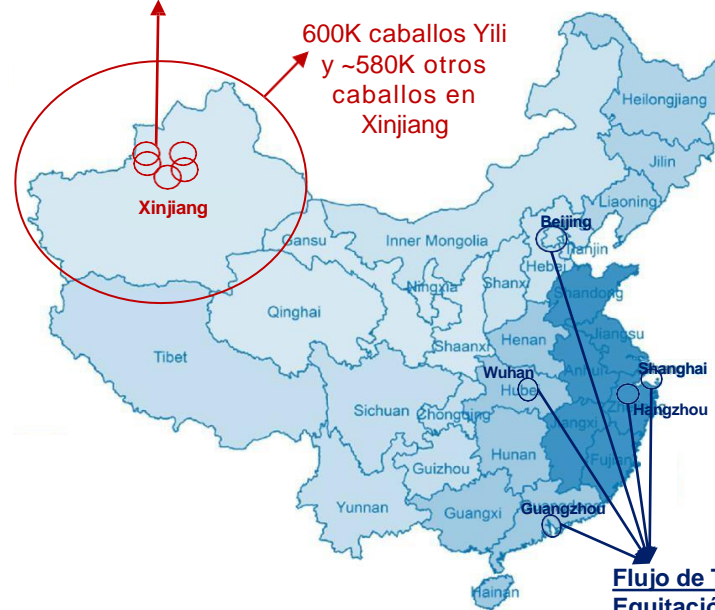 600K caballos Yili
y ~580K otros
caballos en
Xinjiang
Heilongjiang
Jilin
Liaoning
Xinjiang
Beijing
Gansu
Inner Mongolia
Tianjin
Hebei
Ningxia
Shanxi
Shandong
Qinghai
Shaanxi
Henan
Jiangsu
Tibet
Wuhan
Anhui
Shanghai
Hubei
Hangzhou
Sichuan
Chongqing
Jiangxi
Hunan
Guizhou
Fujian
Yunnan
Guangxi
Guangzhou
Hainan
Flujo de T
Equitación